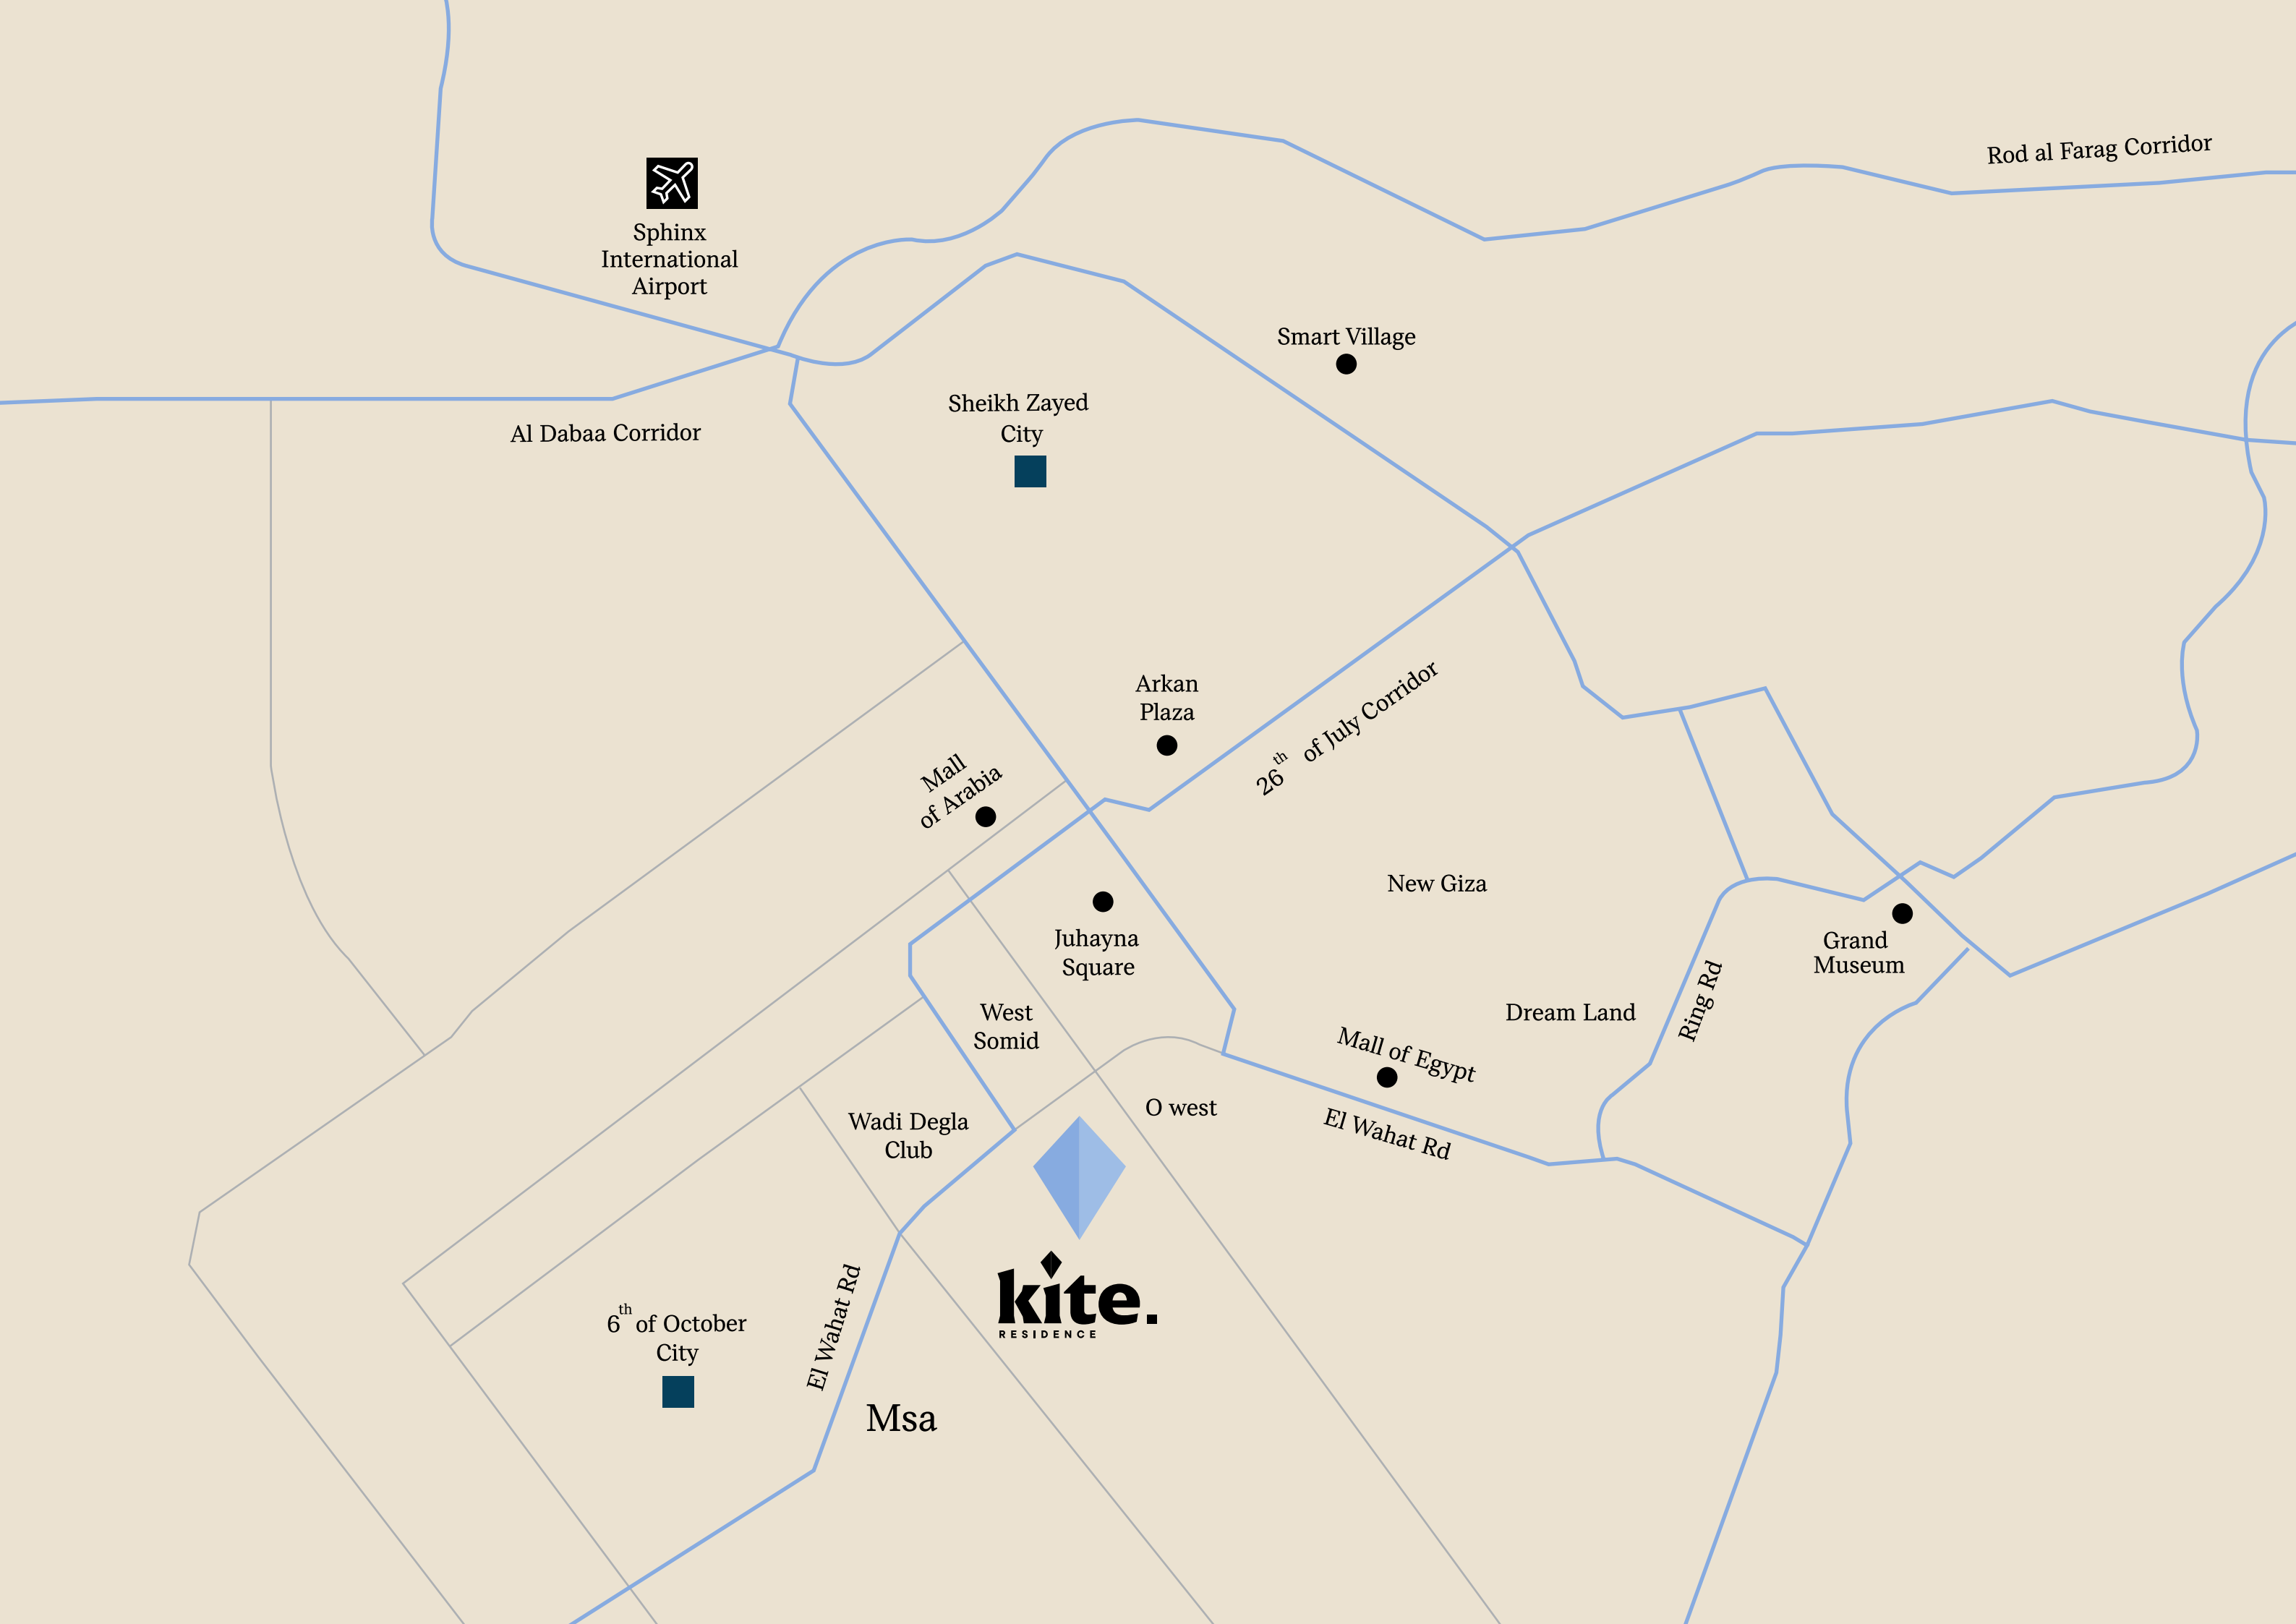 Rod al Farag Corridor
Sphinx
International
Airport
Smart Village
Sheikh Zayed
City
Al Dabaa Corridor
Arkan
Plaza
26th of July Corridor
Mall
of Arabia
New Giza
Juhayna
Square
Grand
Museum
Ring Rd
West
Somid
Dream Land
Mall of Egypt
O west
Wadi Degla
Club
El Wahat Rd
kite.
RESIDENCE
El Wahat Rd
6th of October
City
Msa